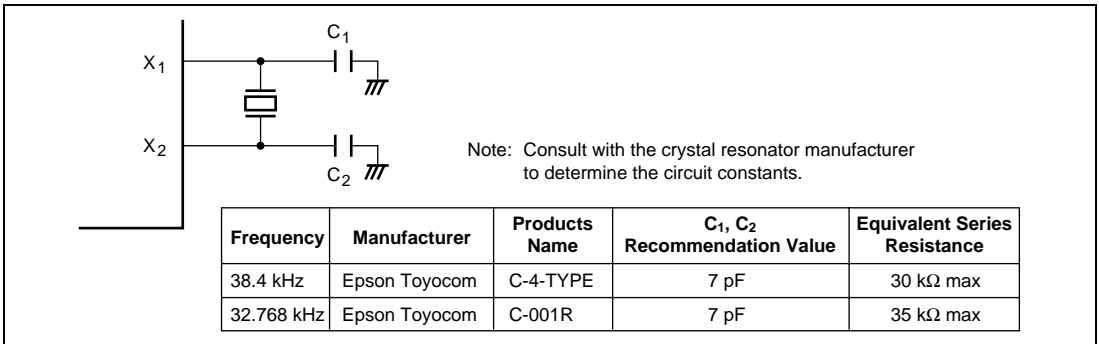 C1
X1
X2
C2
Note: Consult with the crystal resonator manufacturer
to determine the circuit constants.
Frequency Manufacturer Products Name C1, C2 Recommendation Value Equivalent Series Resistance
38.4 kHz Epson Toyocom C-4-TYPE 7 pF 30 kΩ max
32.768 kHz Epson Toyocom C-001R 7 pF 35 kΩ max